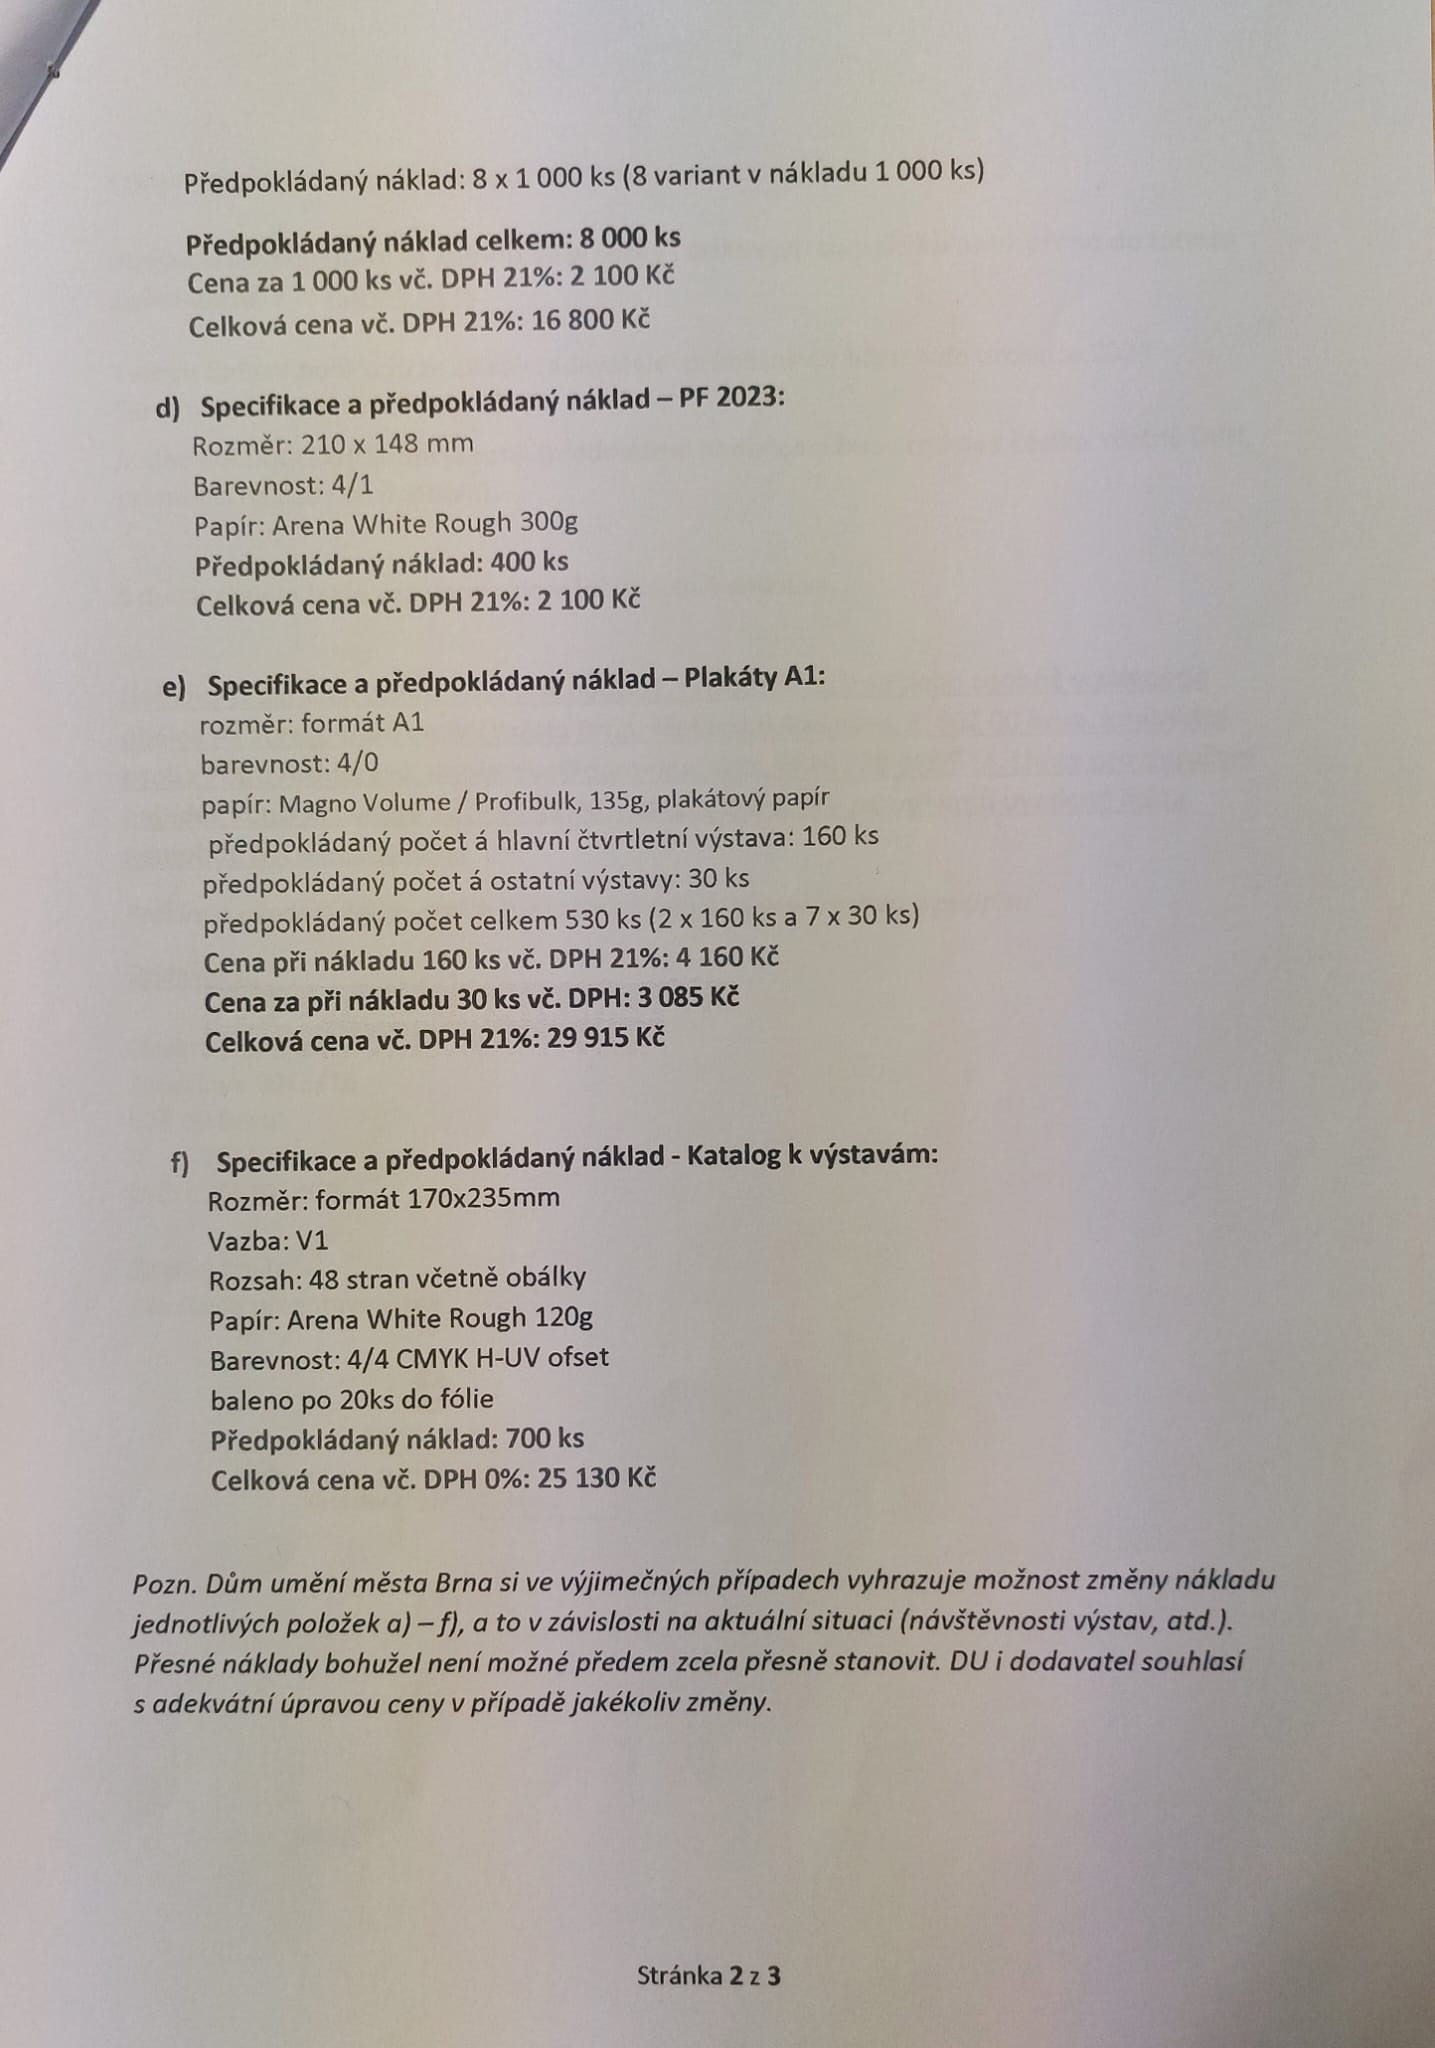 Předpokládaný náklad: 8 x 1 000 ks (8 variant v nákladu 1 000 ks)
Předpokládaný náklad celkem: 8 000 ks
Cena za 1 000 ks vč. DPH 21%: 2 100 Kč
Celková cena vč. DPH 21%: 16 800 Kč
d) Specifikace a předpokládaný náklad – PF 2023:
Rozměr: 210 x 148 mm
Barevnost: 4/1
Papír: Arena White Rough 300g
Předpokládaný náklad: 400 ks
Celková cena vč. DPH 21%: 2 100 Kč
e) Specifikace a předpokládaný náklad – Plakáty A1:
rozměr: formát A1
barevnost: 4/0
papír: Magno Volume / Profibulk, 135g, plakátový papír
předpokládaný počet á hlavní čtvrtletní výstava: 160 ks
předpokládaný počet á ostatní výstavy: 30 ks
předpokládaný počet celkem 530 ks (2 x 160 ks a 7 x 30 ks)
Cena při nákladu 160 ks vč. DPH 21%: 4 160 Kč
Cena za při nákladu 30 ks vč. DPH: 3 085 Kč
Celková cena vč. DPH 21%: 29 915 Kč
f) Specifikace a předpokládaný náklad - Katalog k výstavám:
Rozměr: formát 170x235mm
Vazba: V1
Rozsah: 48 stran včetně obálky
Papír: Arena White Rough 120g
Barevnost: 4/4 CMYK H-UV ofset
baleno po 20ks do fólie
Předpokládaný náklad: 700 ks
Celková cena vč. DPH 0%: 25 130 Kč
Pozn. Dům umění města Brna si ve výjimečných případech vyhrazuje možnost změny nákladu
jednotlivých položek a) – f), a to v závislosti na aktuální situaci (návštěvnosti výstav, atd.).
Přesné náklady bohužel není možné předem zcela přesně stanovit. DU i dodavatel souhlasí
s adekvátní úpravou ceny v případě jakékoliv změny.
Stránka 2 z 3